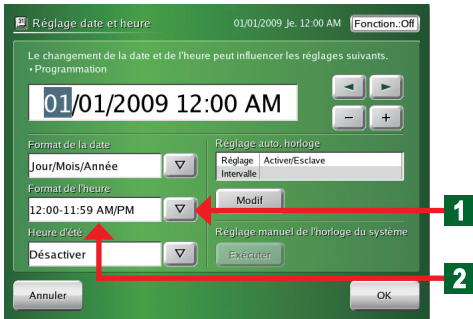 Réglage date et heure
01/01/2009 Je. 12:00 AM
Fonction.:Off
Le changement de la date et de l'heure peut influencer les réglages suivants.
• Programmation
01/01/2009 12:00 AM
◄ ►
− +
Format de la date
Jour/Mois/Année
▽
Format de l'heure
12:00-11:59 AM/PM
▽
Heure d'été
Désactiver
▽
Réglage auto. horloge
Réglage Activer/Esclave
Intervalle
Modif
Réglage manuel de l'horloge du système
Exécuter
Annuler
OK
1
2